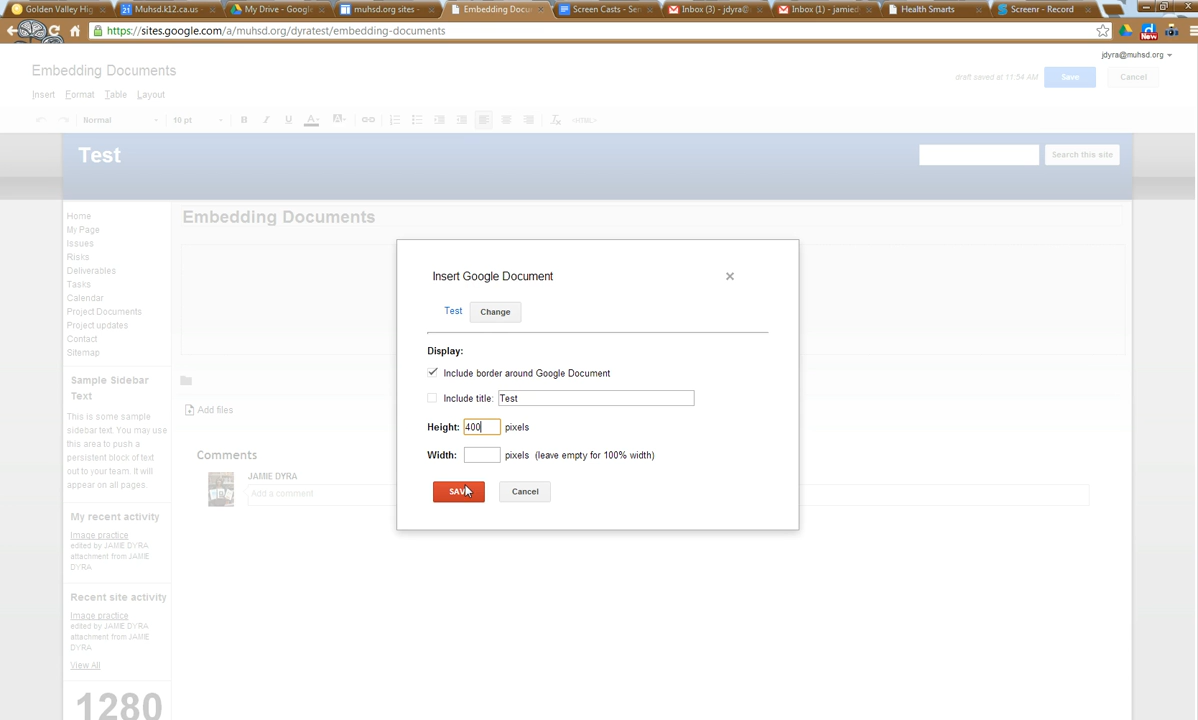 Golden Valley Hig
Muhsd.k12.ca.us -
My Drive - Google
muhsd.org sites -
Embedding Docu
Screen Casts - Se
Inbox (3) - jdyra@
Inbox (1) - jamied
Health Smarts
Screenr - Record
https://sites.google.com/a/muhsd.org/dyratest/embedding-documents
Now
jdyra@muhsd.org
Embedding Documents
draft saved at 11:54 AM
Save
Cancel
Insert Format Table Layout
Normal 10 pt B I U A <HTML>
Test
Search this site
Home
My Page
Issues
Risks
Deliverables
Tasks
Calendar
Project Documents
Project updates
Contact
Sitemap
Sample Sidebar
Text
This is some sample
sidebar text. You may use
this area to push a
persistent block of text
out to your team. It will
appear on all pages.
My recent activity
Image practice
edited by JAMIE DYRA
attachment from JAMIE
DYRA
Recent site activity
Image practice
edited by JAMIE DYRA
attachment from JAMIE
DYRA
View All
1280
Embedding Documents
Add files
Comments
JAMIE DYRA
Add a comment
Insert Google Document
Test Change
Display:
Include border around Google Document
Include title: Test
Height: 400 pixels
Width: pixels (leave empty for 100% width)
SAV
Cancel